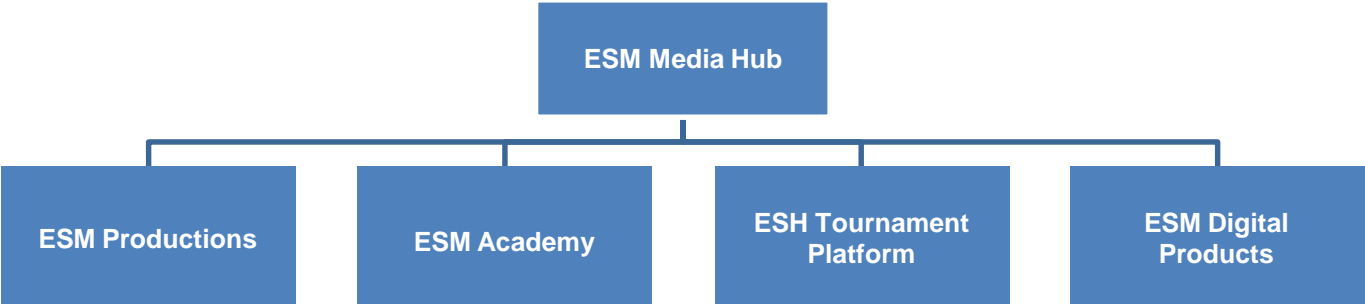 ESM Media Hub
ESM Productions
ESM Academy
ESH Tournament
Platform
ESM Digital
Products